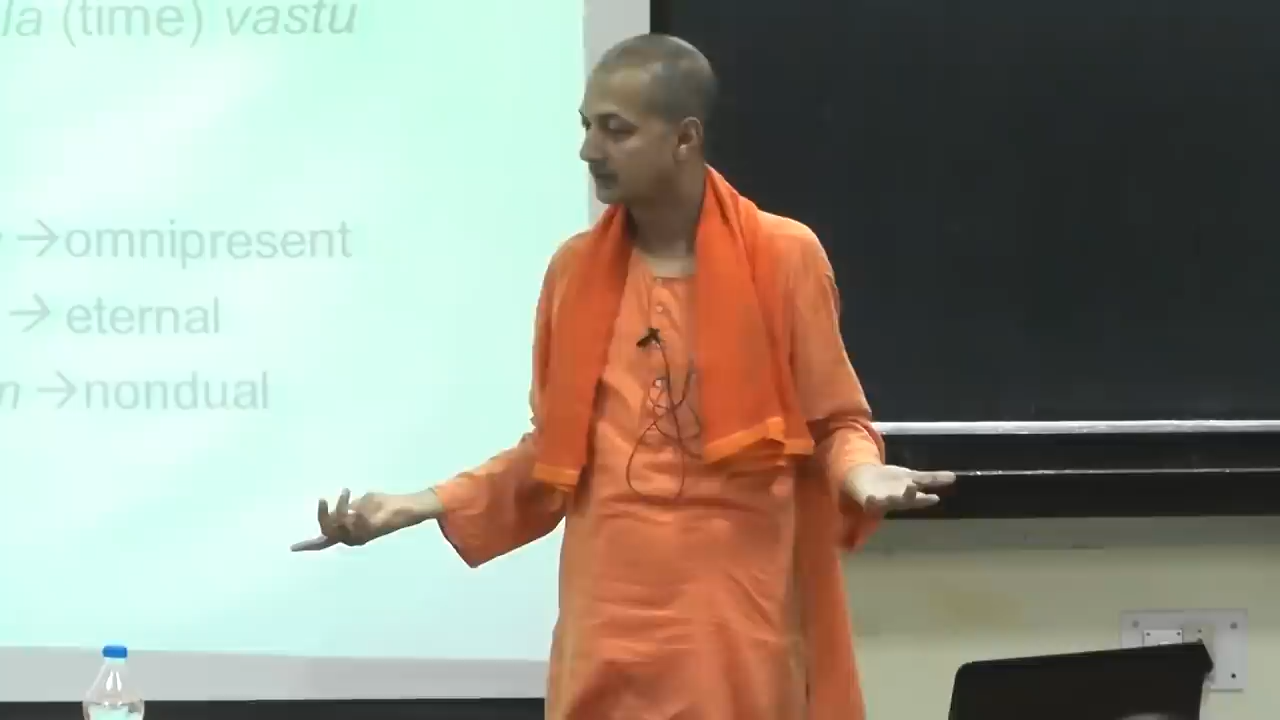 la (time) vastu
→omnipresent
→ eternal
→nondual